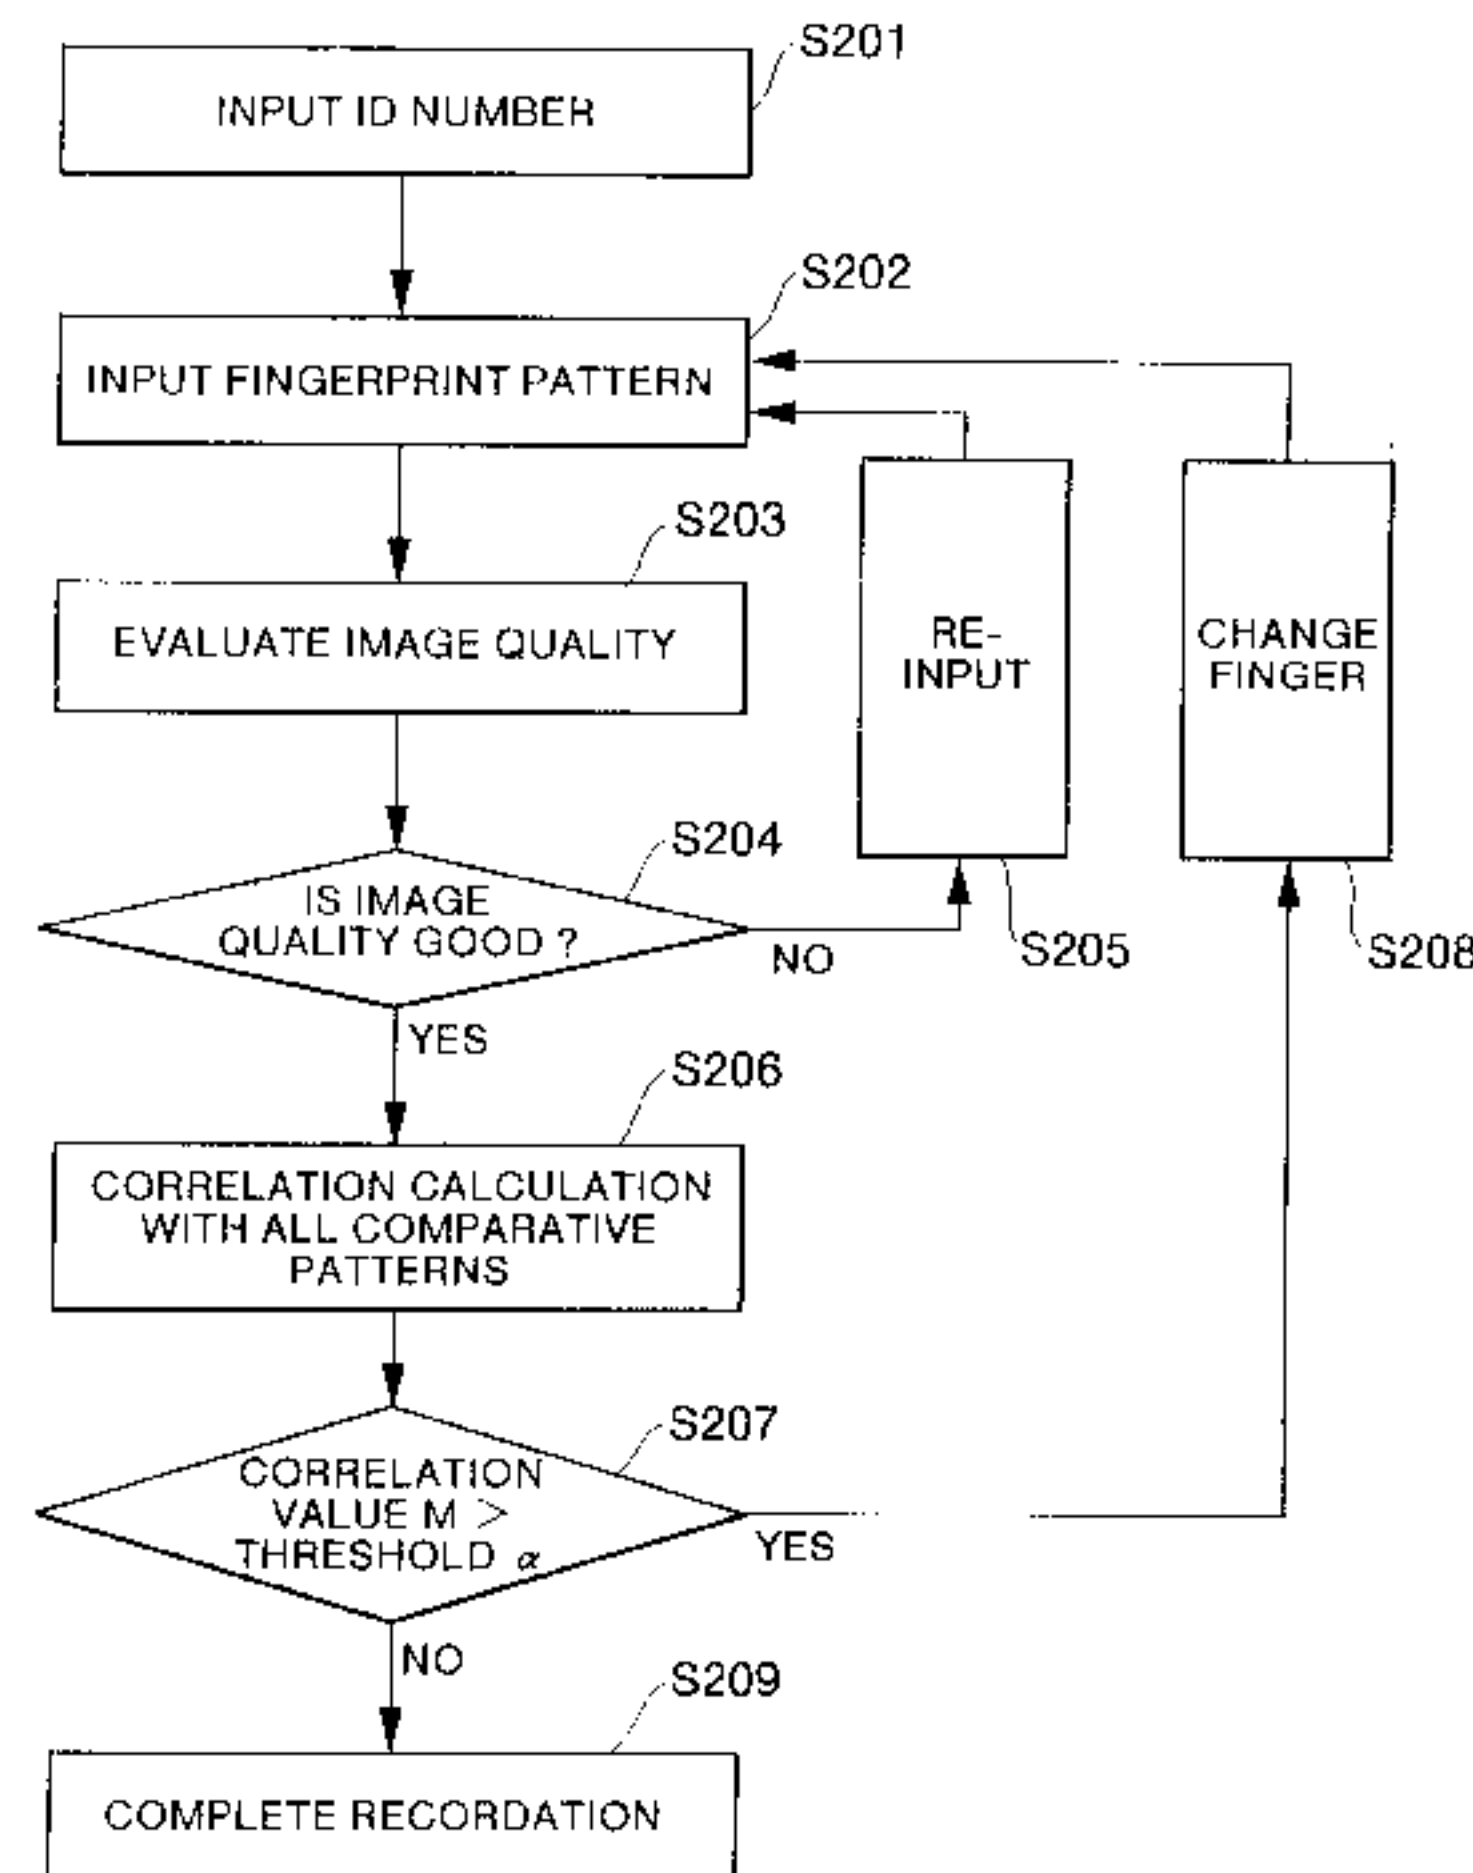 S201
INPUT ID NUMBER
S202
INPUT FINGERPRINT PATTERN
S203
EVALUATE IMAGE QUALITY
RE-
INPUT
CHANGE
FINGER
S204
IS IMAGE
QUALITY GOOD ?
NO
S205
S208
YES
S206
CORRELATION CALCULATION
WITH ALL COMPARATIVE
PATTERNS
S207
CORRELATION
VALUE M >
THRESHOLD α
YES
NO
S209
COMPLETE RECORDATION